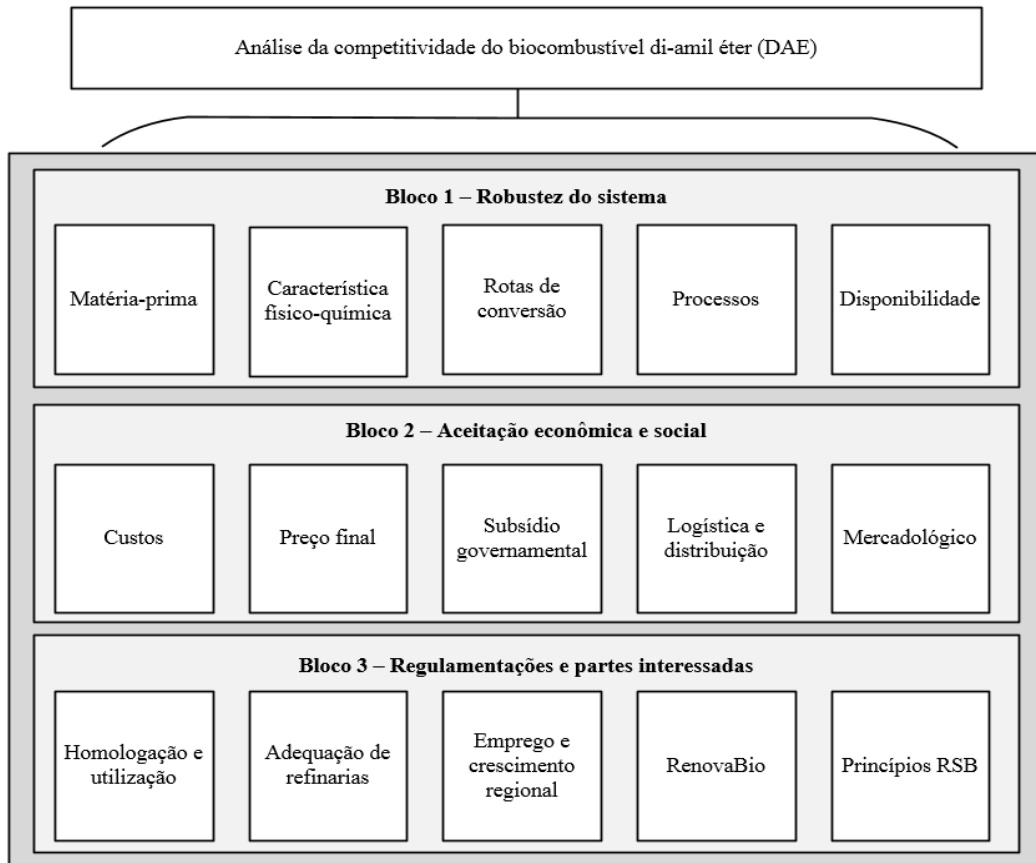 Análise da competitividade do biocombustível di-amil éter (DAE)
Bloco 1 – Robustez do sistema
Matéria-prima
Característica
físico-química
Rotas de
conversão
Processos
Disponibilidade
Bloco 2 – Aceitação econômica e social
Custos
Preço final
Subsídio
governamental
Logística e
distribuição
Mercadológico
Bloco 3 – Regulamentações e partes interessadas
Homologação e
utilização
Adequação de
refinarias
Emprego e
crescimento
regional
RenovaBio
Princípios RSB